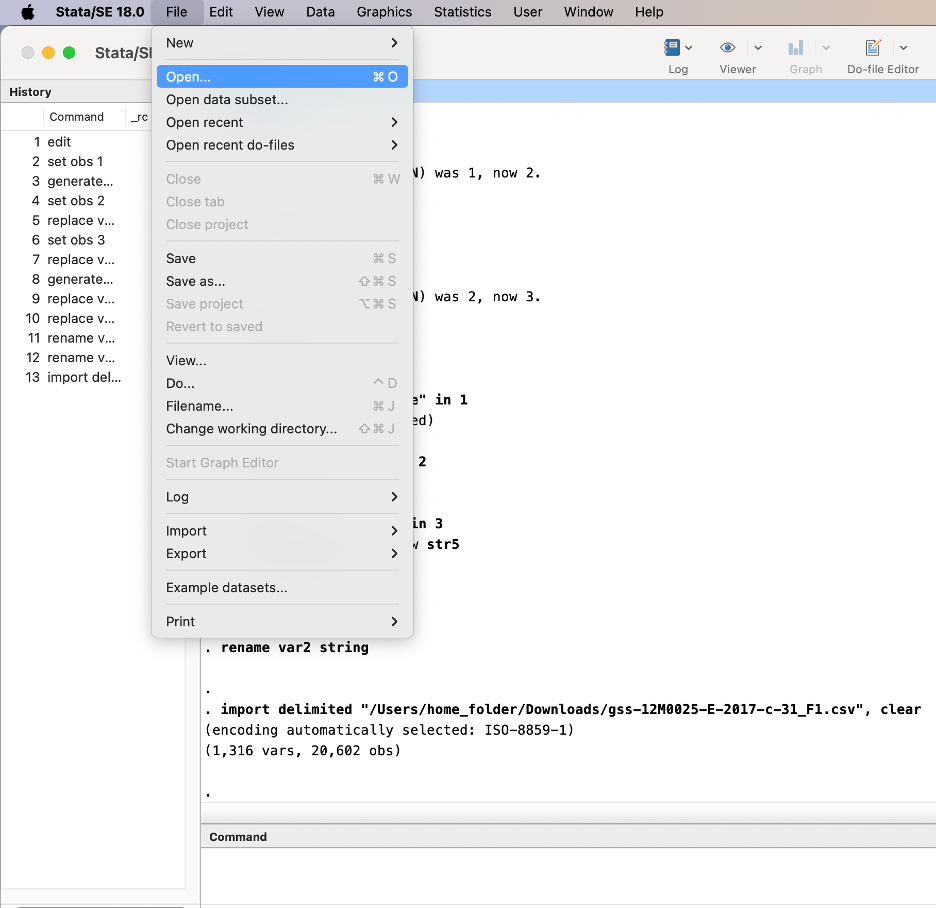 Stata/SE 18.0 File Edit View Data Graphics Statistics User Window Help
Stata/SE
Log Viewer Graph Do-file Editor
History
Command _rc
1 edit
2 set obs 1
3 generate...
4 set obs 2
5 replace v...
6 set obs 3
7 replace v...
8 generate...
9 replace v...
10 replace v...
11 rename v...
12 rename v...
13 import del...
New
Open... ⌘ O
Open data subset...
Open recent
Open recent do-files
Close ⌘ W
Close tab
Close project
Save ⌘ S
Save as... ⇧ ⌘ S
Save project ⌥ ⌘ S
Revert to saved
View...
Do... ^ D
Filename... ⌘ J
Change working directory... ⇧ ⌘ J
Start Graph Editor
Log
Import
Export
Example datasets...
Print
N) was 1, now 2.
N) was 2, now 3.
e" in 1
ed)
2
in 3
w str5
. rename var2 string
.
. import delimited "/Users/home_folder/Downloads/gss-12M0025-E-2017-c-31_F1.csv", clear
(encoding automatically selected: ISO-8859-1)
(1,316 vars, 20,602 obs)
.
Command